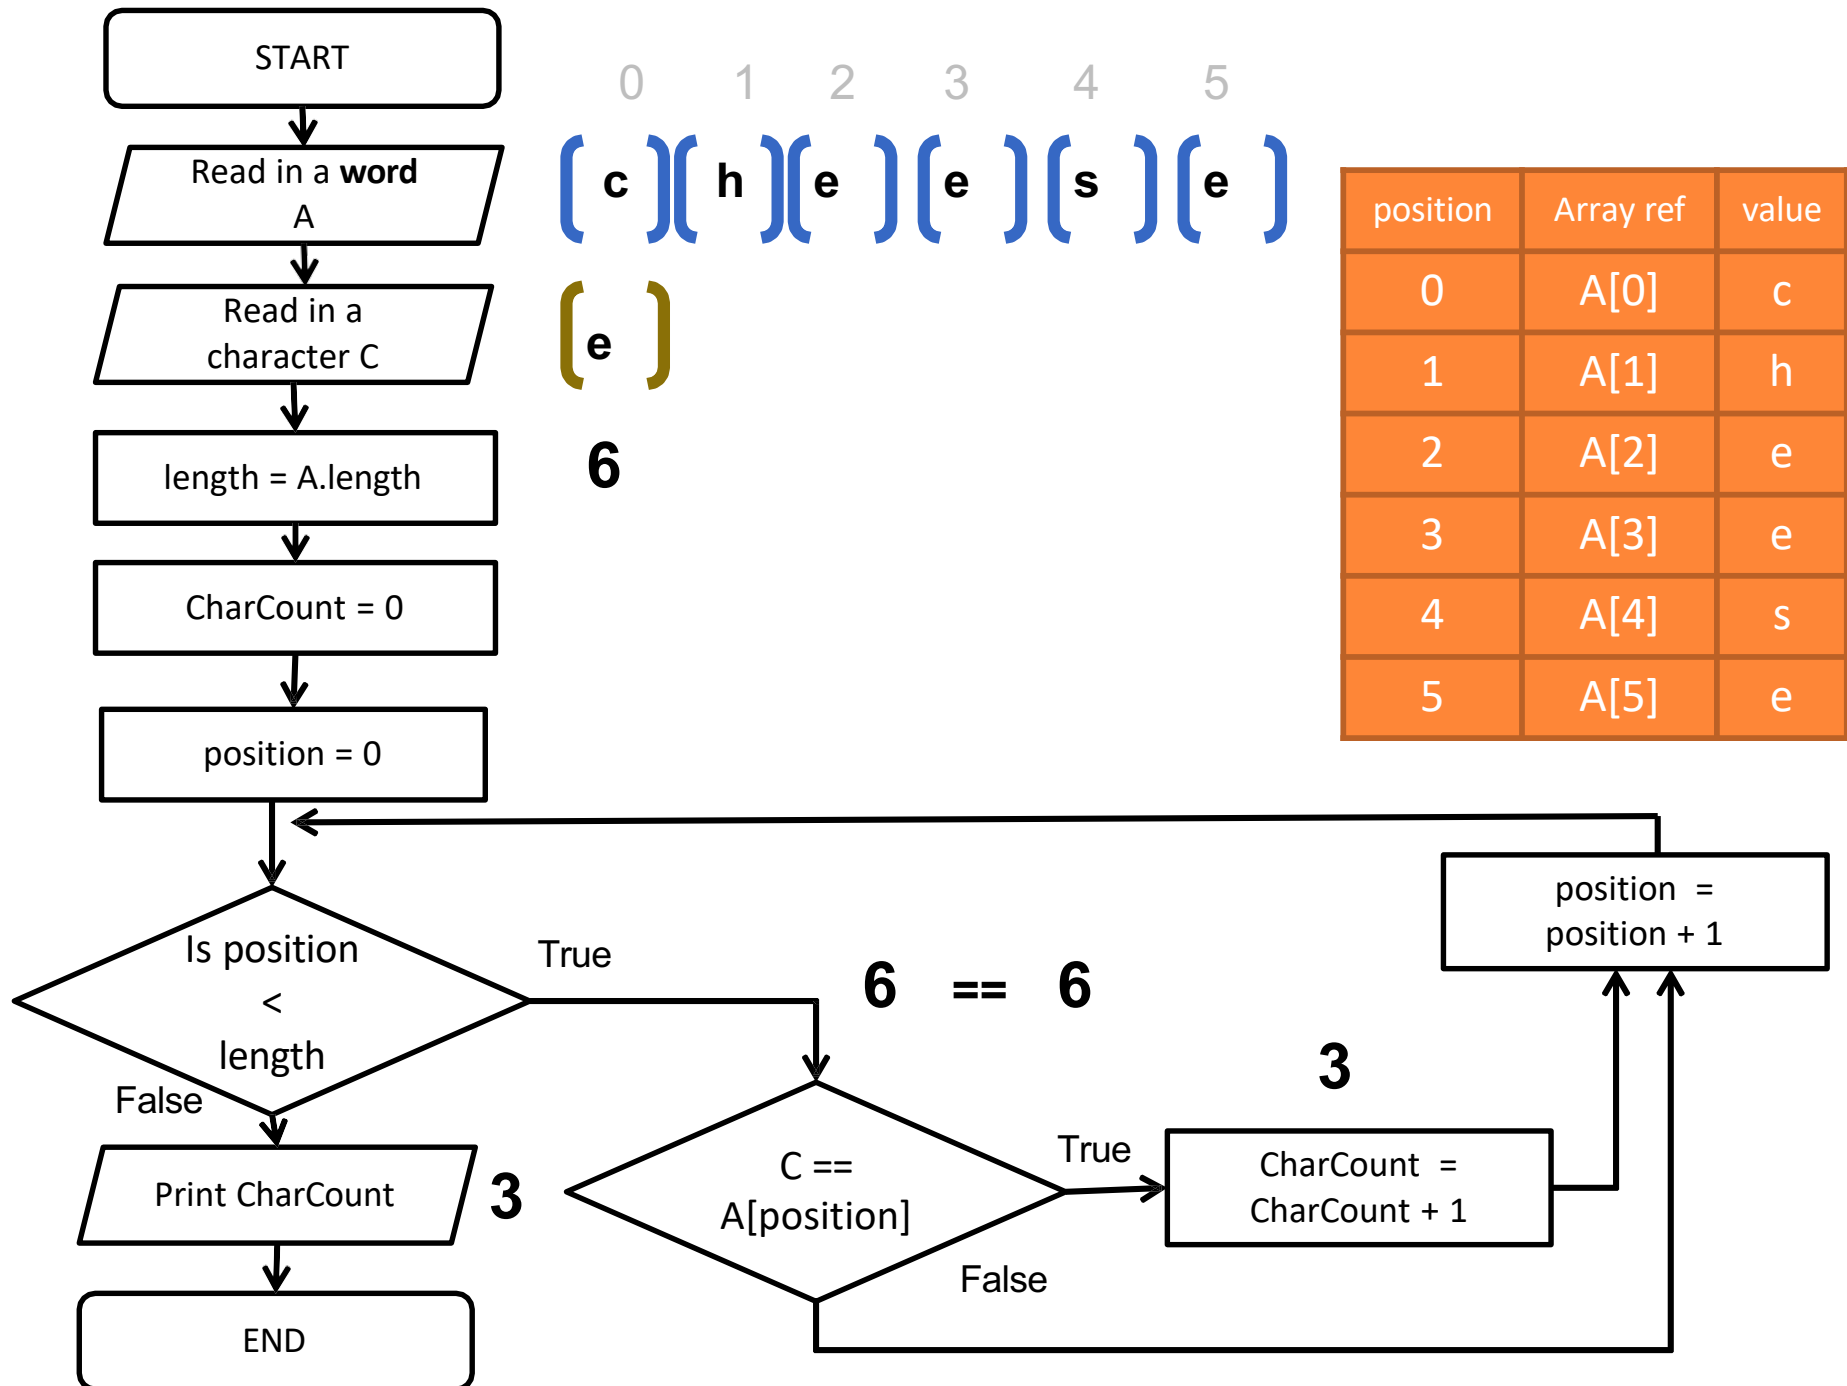 START
Read in a word
A
Read in a
character C
length = A.length
CharCount = 0
position = 0
Is position
<
length
True
False
Print CharCount
3
END
0 1 2 3 4 5
c h e e s e
e
6
6 == 6
C ==
A[position]
True
False
3
CharCount =
CharCount + 1
position =
position + 1
position Array ref value
0 A[0] c
1 A[1] h
2 A[2] e
3 A[3] e
4 A[4] s
5 A[5] e